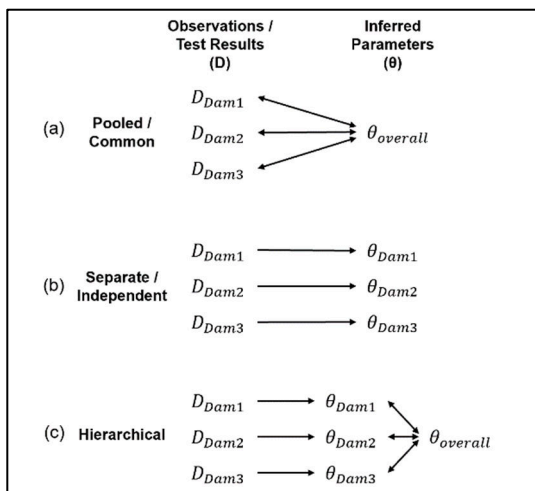 Observations / Inferred
Test Results Parameters
(D) (θ)
D_Dam1
(a) Pooled / Common D_Dam2 θ_overall
D_Dam3
D_Dam1 θ_Dam1
(b) Separate / Independent D_Dam2 θ_Dam2
D_Dam3 θ_Dam3
D_Dam1 θ_Dam1
(c) Hierarchical D_Dam2 θ_Dam2 θ_overall
D_Dam3 θ_Dam3